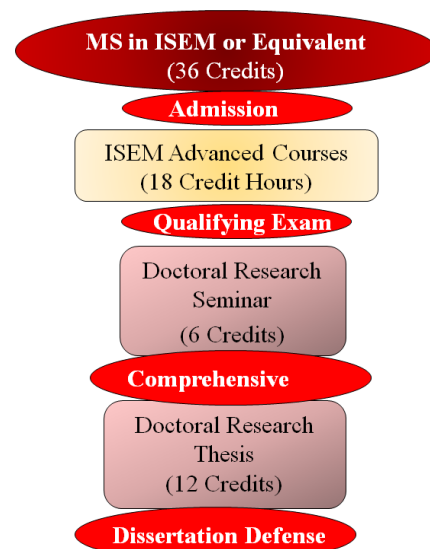 MS in ISEM or Equivalent
(36 Credits)
Admission
ISEM Advanced Courses
(18 Credit Hours)
Qualifying Exam
Doctoral Research
Seminar
(6 Credits)
Comprehensive
Doctoral Research
Thesis
(12 Credits)
Dissertation Defense